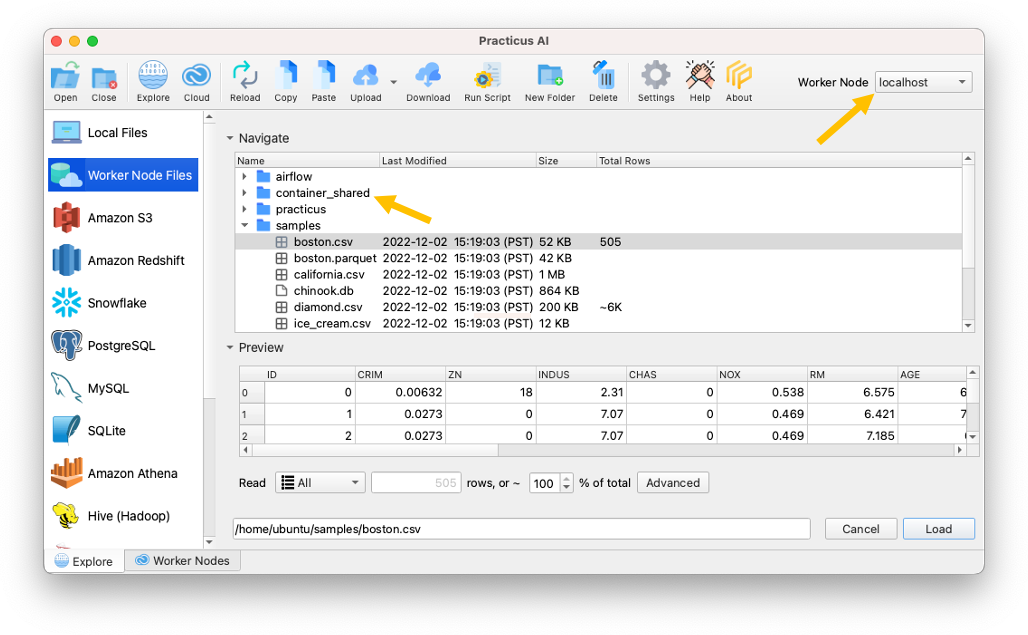 Practicus AI
Open Close Explore Cloud Reload Copy Paste Upload Download Run Script New Folder Delete Settings Help About
Worker Node localhost
Local Files
Worker Node Files
Amazon S3
Amazon Redshift
Snowflake
PostgreSQL
MySQL
SQLite
Amazon Athena
Hive (Hadoop)
Navigate
Name Last Modified Size Total Rows
airflow
container_shared
practicus
samples
boston.csv 2022-12-02 15:19:03 (PST) 52 KB 505
boston.parquet 2022-12-02 15:19:03 (PST) 42 KB
california.csv 2022-12-02 15:19:03 (PST) 1 MB
chinook.db 2022-12-02 15:19:03 (PST) 864 KB
diamond.csv 2022-12-02 15:19:03 (PST) 200 KB ~6K
ice_cream.csv 2022-12-02 15:19:03 (PST) 12 KB
Preview
ID CRIM ZN INDUS CHAS NOX RM AGE
0 0 0.00632 18 2.31 0 0.538 6.575 6
1 1 0.0273 0 7.07 0 0.469 6.421 7
2 2 0.0273 0 7.07 0 0.469 7.185
Read All 505 rows, or ~ 100 % of total Advanced
/home/ubuntu/samples/boston.csv Cancel Load
Explore Worker Nodes